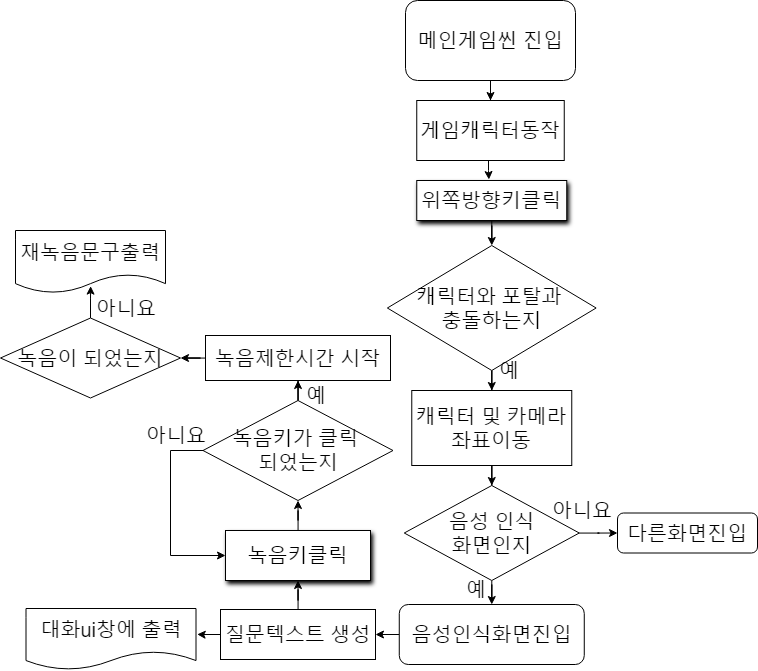 메인게임씬 진입
게임캐릭터동작
위쪽방향키클릭
캐릭터와 포탈과
충돌하는지
예
캐릭터 및 카메라
좌표이동
음성 인식
화면인지
아니요
다른화면진입
예
음성인식화면진입
질문텍스트 생성
대화ui창에 출력
녹음키클릭
녹음키가 클릭
되었는지
아니요
예
녹음제한시간 시작
녹음이 되었는지
아니요
재녹음문구출력